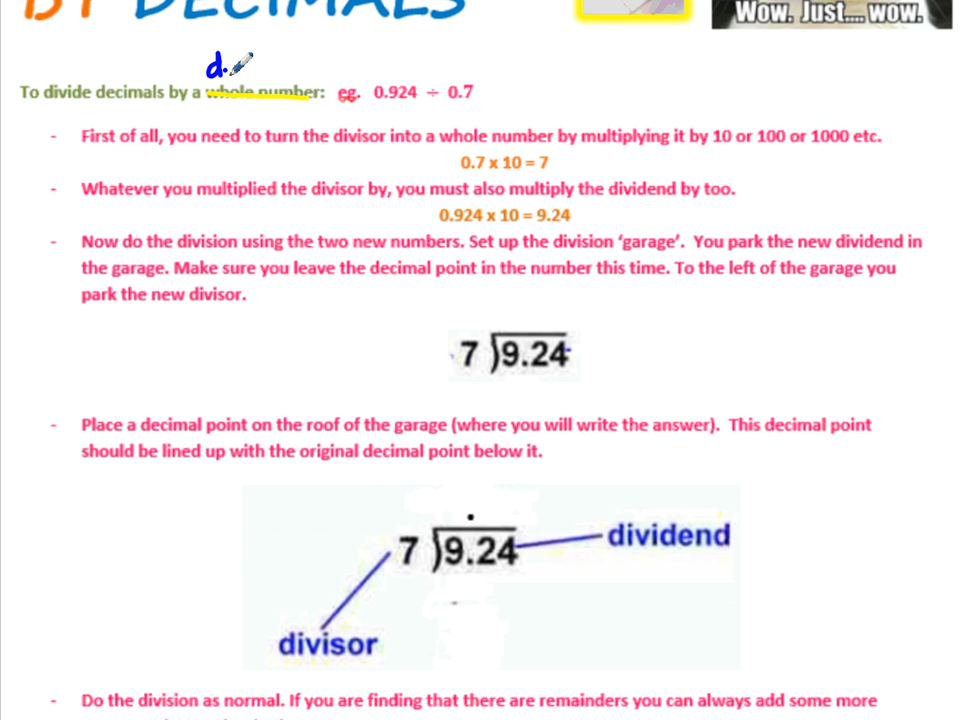 BY DECIMALS
Wow. Just.... wow.
d.
To divide decimals by a whole number: eg. 0.924 ÷ 0.7
- First of all, you need to turn the divisor into a whole number by multiplying it by 10 or 100 or 1000 etc.
0.7 x 10 = 7
- Whatever you multiplied the divisor by, you must also multiply the dividend by too.
0.924 x 10 = 9.24
- Now do the division using the two new numbers. Set up the division ‘garage’. You park the new dividend in
the garage. Make sure you leave the decimal point in the number this time. To the left of the garage you
park the new divisor.
7 )9.24
- Place a decimal point on the roof of the garage (where you will write the answer). This decimal point
should be lined up with the original decimal point below it.
.
7 )9.24 dividend
divisor
- Do the division as normal. If you are finding that there are remainders you can always add some more